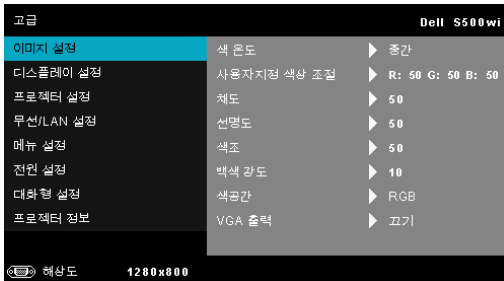 고급 Dell S500wi
이미지 설정 색 온도 중간
디스플레이 설정 사용자지정 색상 조절 R: 50 G: 50 B: 50
프로젝터 설정 채도 50
무선/LAN 설정 선명도 50
메뉴 설정 색조 50
전원 설정 백색 강도 10
대화형 설정 색공간 RGB
프로젝터 정보 VGA 출력 끄기
해상도 1280x800